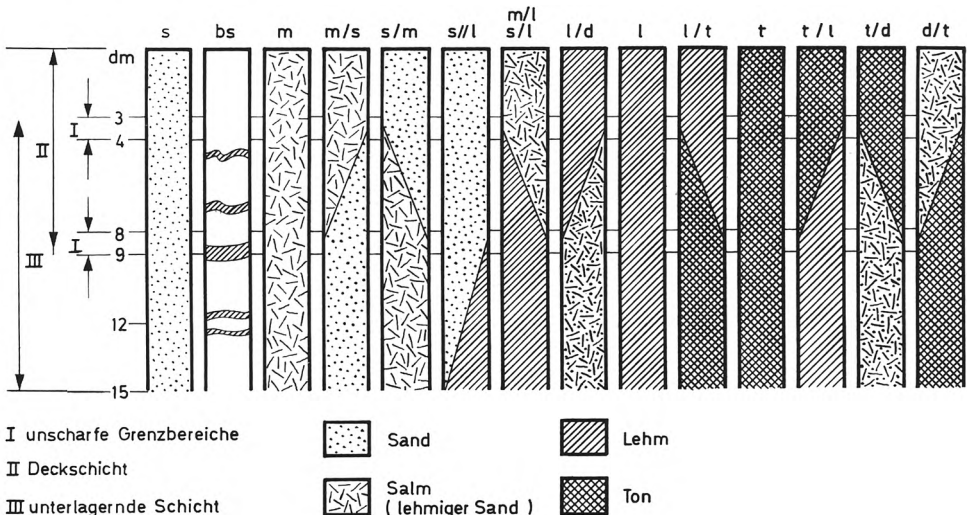 m/l
s bs m m/s s/m s//l s/l l/d l l/t t t/l t/d d/t
dm
3
I
4
II
8
I
III
9
12
15
I unscharfe Grenzbereiche
Sand
Lehm
II Deckschicht
Salm
(lehmiger Sand)
Ton
III unterlagernde Schicht